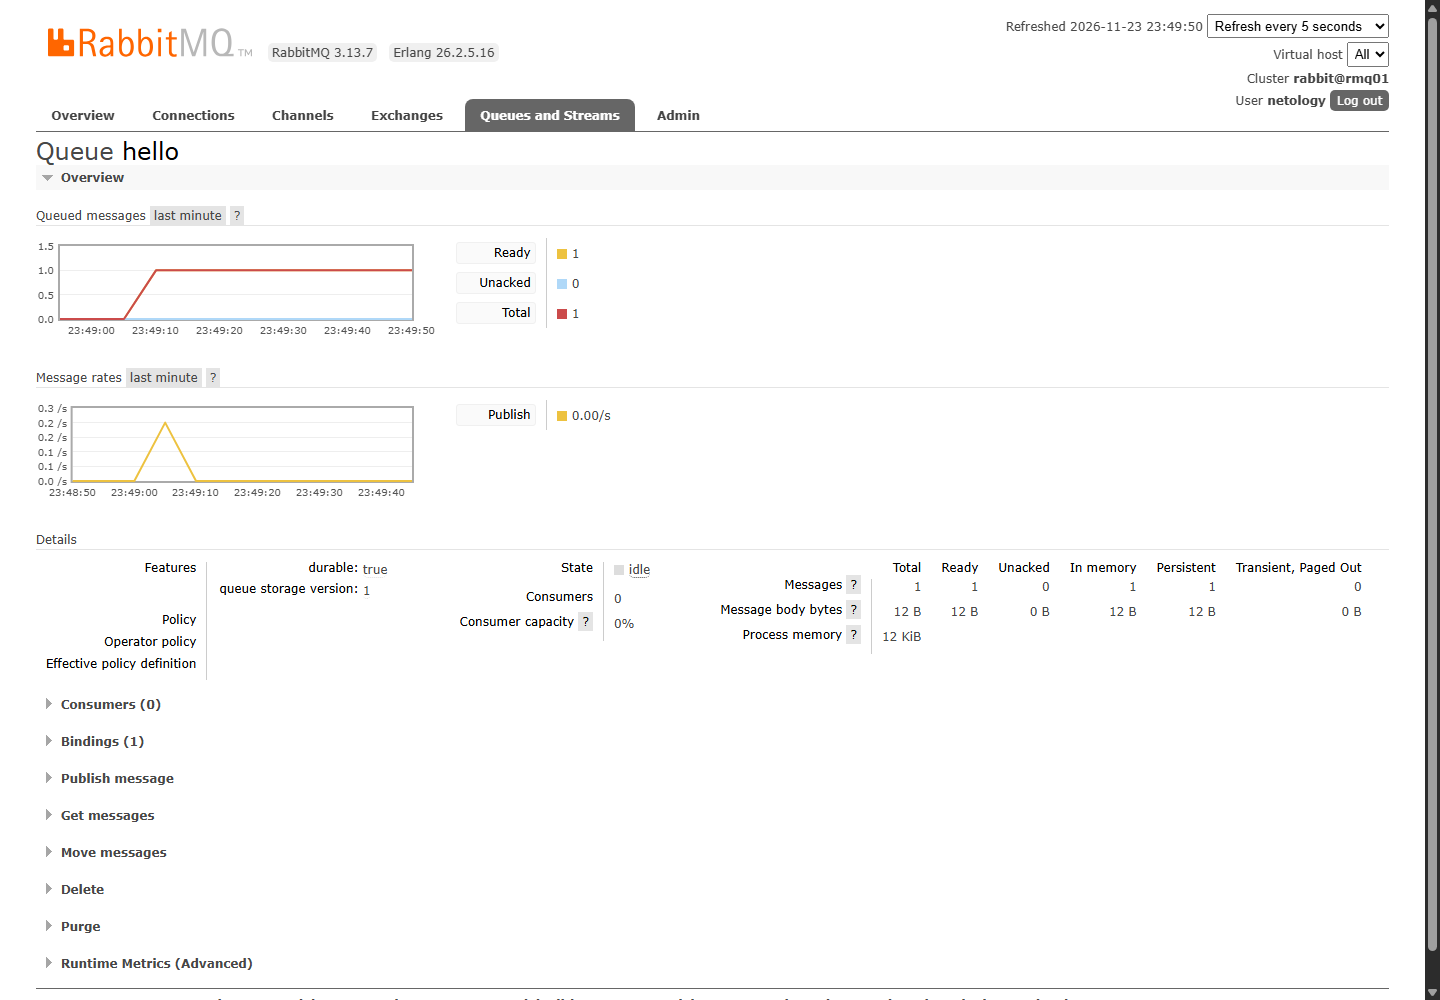 Refreshed 2026-11-23 23:49:50 Refresh every 5 seconds
RabbitMQ TM RabbitMQ 3.13.7 Erlang 26.2.5.16
Virtual host All
Cluster rabbit@rmq01
User netology Log out
Overview Connections Channels Exchanges Queues and Streams Admin
Queue hello
Overview
Queued messages last minute ?
1.5
1.0
0.5
0.0
23:49:00 23:49:10 23:49:20 23:49:30 23:49:40 23:49:50
Ready 1
Unacked 0
Total 1
Message rates last minute ?
0.3 /s
0.2 /s
0.2 /s
0.1 /s
0.1 /s
0.0 /s
23:48:50 23:49:00 23:49:10 23:49:20 23:49:30 23:49:40
Publish 0.00/s
Details
Features durable: true
queue storage version: 1
Policy
Operator policy
Effective policy definition
State idle
Consumers 0
Consumer capacity ? 0%
Total Ready Unacked In memory Persistent Transient, Paged Out
Messages ? 1 1 0 1 1 0
Message body bytes ? 12 B 12 B 0 B 12 B 12 B 0 B
Process memory ? 12 KiB
Consumers (0)
Bindings (1)
Publish message
Get messages
Move messages
Delete
Purge
Runtime Metrics (Advanced)